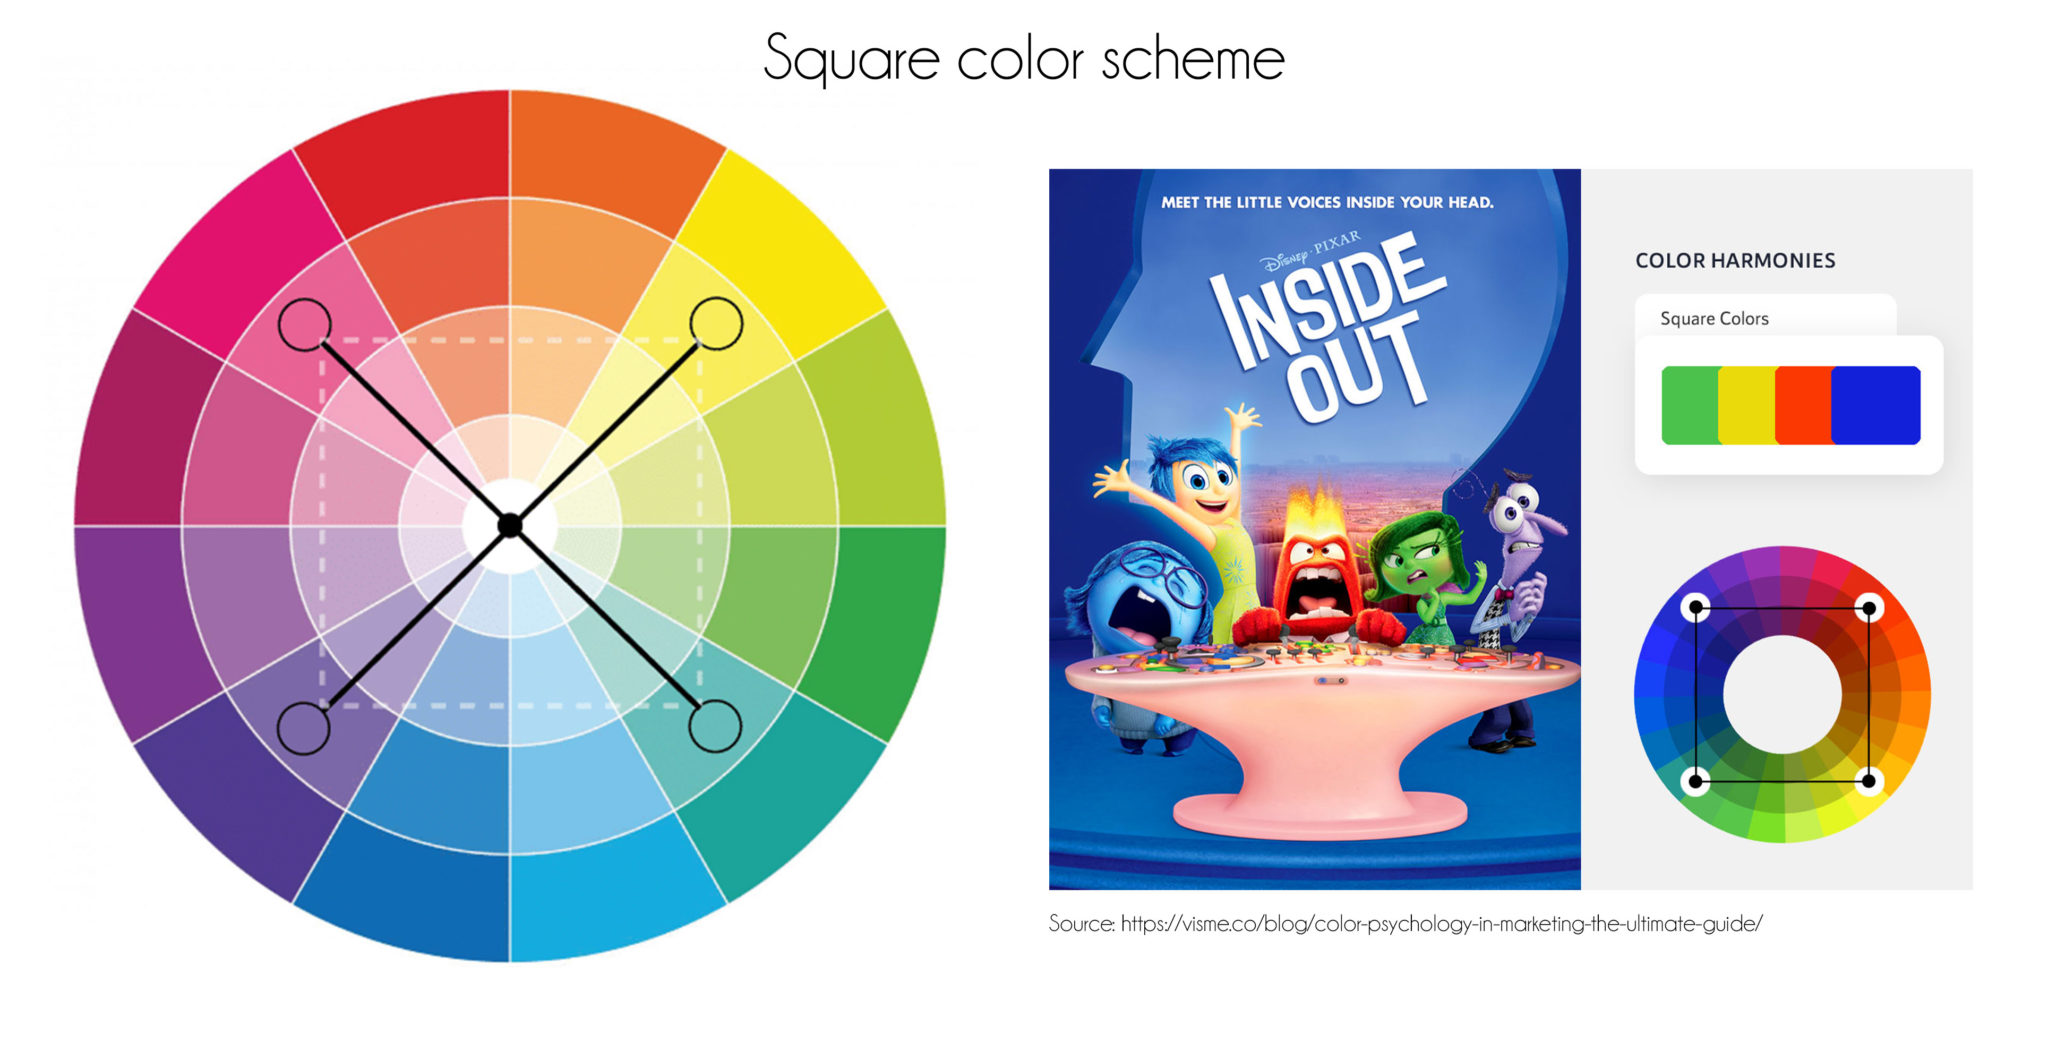 Square color scheme
MEET THE LITTLE VOICES INSIDE YOUR HEAD.
DISNEY·PIXAR
INSIDE
OUT
COLOR HARMONIES
Square Colors
Source: https://visme.co/blog/color-psychology-in-marketing-the-ultimate-guide/